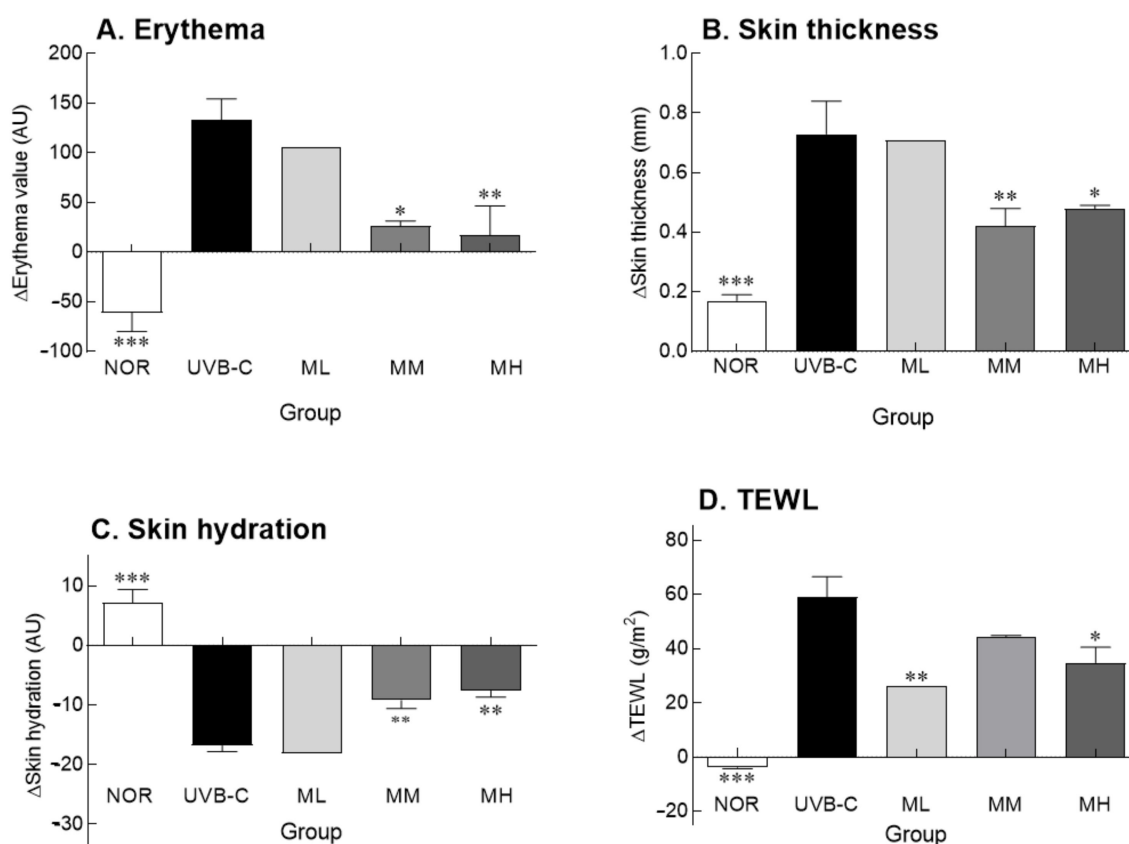 A. Erythema
ΔErythema value (AU)
200
150
100
50
0
-50
-100
***
*
**
NOR UVB-C ML MM MH
Group
B. Skin thickness
ΔSkin thickness (mm)
1.0
0.8
0.6
0.4
0.2
0.0
***
**
*
NOR UVB-C ML MM MH
Group
C. Skin hydration
ΔSkin hydration (AU)
10
0
-10
-20
-30
***
**
**
NOR UVB-C ML MM MH
Group
D. TEWL
ΔTEWL (g/m²)
80
60
40
20
0
-20
***
**
*
NOR UVB-C ML MM MH
Group